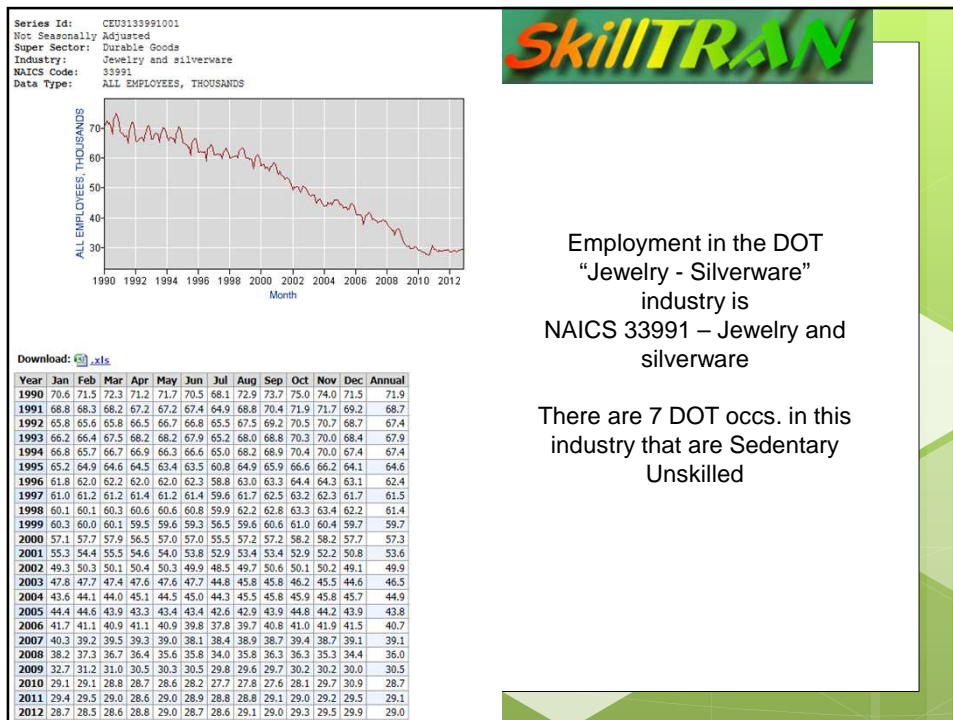 Series Id: CEU3133991001
Not Seasonally Adjusted
Super Sector: Durable Goods
Industry: Jewelry and silverware
NAICS Code: 33991
Data Type: ALL EMPLOYEES, THOUSANDS
ALL EMPLOYEES, THOUSANDS
70
60
50
40
30
1990 1992 1994 1996 1998 2000 2002 2004 2006 2008 2010 2012
Month
Download: .xls
Year Jan Feb Mar Apr May Jun Jul Aug Sep Oct Nov Dec Annual
1990 70.6 71.5 72.3 71.2 71.7 70.5 68.1 72.9 73.7 75.0 74.0 71.5 71.9
1991 68.8 68.3 68.2 67.2 67.2 67.4 64.9 68.8 70.4 71.9 71.7 69.2 68.7
1992 65.8 65.6 65.8 66.5 66.7 66.8 65.5 67.5 69.2 70.5 70.7 68.7 67.4
1993 66.2 66.4 67.5 68.2 68.2 67.9 65.2 68.0 68.8 70.3 70.0 68.4 67.9
1994 66.8 65.7 66.7 66.9 66.3 66.6 65.0 68.2 68.9 70.4 70.0 67.4 67.4
1995 65.2 64.9 64.6 64.5 63.4 63.5 60.8 64.9 65.9 66.6 66.2 64.1 64.6
1996 61.8 62.0 62.2 62.0 62.0 62.3 58.8 63.0 63.3 64.4 64.3 63.1 62.4
1997 61.0 61.2 61.2 61.4 61.2 61.4 59.6 61.7 62.5 63.2 62.3 61.7 61.5
1998 60.1 60.1 60.3 60.6 60.6 60.8 59.9 62.2 62.8 63.3 63.4 62.2 61.4
1999 60.3 60.0 60.1 59.5 59.6 59.3 56.5 59.6 60.6 61.0 60.4 59.7 59.7
2000 57.1 57.7 57.9 56.5 57.0 57.0 55.5 57.2 57.2 58.2 58.2 57.7 57.3
2001 55.3 54.4 55.5 54.6 54.0 53.8 52.9 53.4 53.4 52.9 52.2 50.8 53.6
2002 49.3 50.3 50.1 50.4 50.3 49.9 48.5 49.7 50.6 50.1 50.2 49.1 49.9
2003 47.8 47.7 47.4 47.6 47.6 47.7 44.8 45.8 45.8 46.2 45.5 44.6 46.5
2004 43.6 44.1 44.0 45.1 44.5 45.0 44.3 45.5 45.8 45.9 45.8 45.7 44.9
2005 44.4 44.6 43.9 43.3 43.4 43.4 42.6 42.9 43.9 44.8 44.2 43.9 43.8
2006 41.7 41.1 40.9 41.1 40.9 39.8 37.8 39.7 40.8 41.0 41.9 41.5 40.7
2007 40.3 39.2 39.5 39.3 39.0 38.1 38.4 38.9 38.7 39.4 38.7 39.1 39.1
2008 38.2 37.3 36.7 36.4 35.6 35.8 34.0 35.8 36.3 36.3 35.3 34.4 36.0
2009 32.7 31.2 31.0 30.5 30.3 30.5 29.8 29.6 29.7 30.2 30.2 30.0 30.5
2010 29.1 29.1 28.8 28.7 28.6 28.2 27.7 27.8 27.6 28.1 29.7 30.9 28.7
2011 29.4 29.5 29.0 28.6 29.0 28.9 28.8 28.8 29.1 29.0 29.2 29.5 29.1
2012 28.7 28.5 28.6 28.8 29.0 28.7 28.6 29.1 29.0 29.3 29.5 29.9 29.0
SkillTRAN
Employment in the DOT
“Jewelry - Silverware”
industry is
NAICS 33991 – Jewelry and
silverware
There are 7 DOT occs. in this
industry that are Sedentary
Unskilled